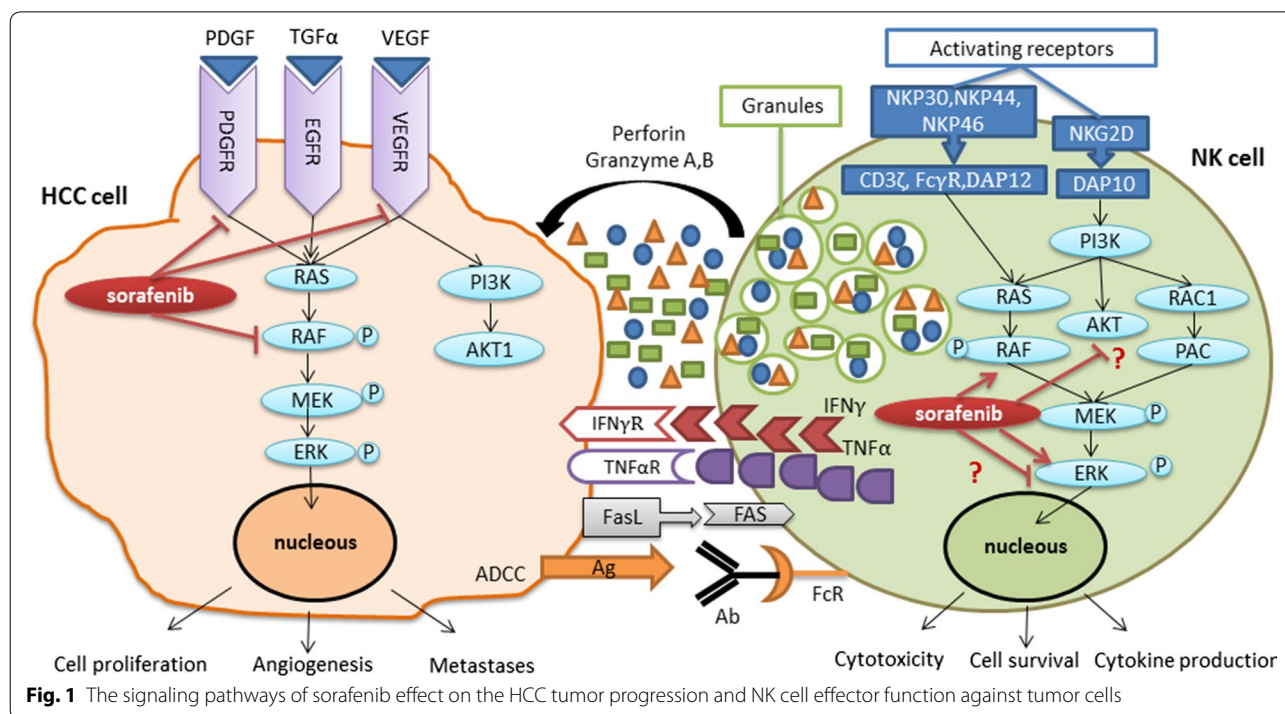 PDGF
TGFα
VEGF
PDGFR
EGFR
VEGFR
HCC cell
sorafenib
RAS
RAF
P
MEK
P
ERK
P
PI3K
AKT1
nucleous
Cell proliferation
Angiogenesis
Metastases
Perforin
Granzyme A,B
Granules
IFNγR
IFNγ
TNFα
TNFαR
FasL
FAS
ADCC
Ag
Ab
FcR
Activating receptors
NKP30,NKP44,
NKP46
NKG2D
NK cell
CD3ζ, FcγR,DAP12
DAP10
PI3K
RAS
AKT
RAC1
P
RAF
PAC
?
sorafenib
MEK
P
?
ERK
P
nucleous
Cytotoxicity
Cell survival
Cytokine production
Fig. 1 The signaling pathways of sorafenib effect on the HCC tumor progression and NK cell effector function against tumor cells